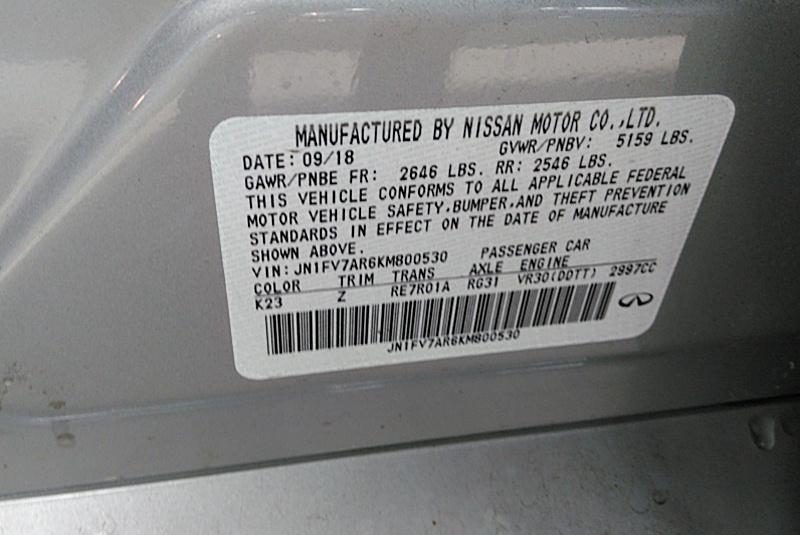 MANUFACTURED BY NISSAN MOTOR CO.,LTD.
DATE: 09/18 GVWR/PNBV: 5159 LBS.
GAWR/PNBE FR: 2646 LBS. RR: 2546 LBS.
THIS VEHICLE CONFORMS TO ALL APPLICABLE FEDERAL
MOTOR VEHICLE SAFETY,BUMPER,AND THEFT PREVENTION
STANDARDS IN EFFECT ON THE DATE OF MANUFACTURE
SHOWN ABOVE.
VIN: JN1FV7AR6KM800530 PASSENGER CAR
COLOR TRIM TRANS AXLE ENGINE
K23 Z RE7R01A RG31 VR30(DDTT) 2997CC
JN1FV7AR6KM800530